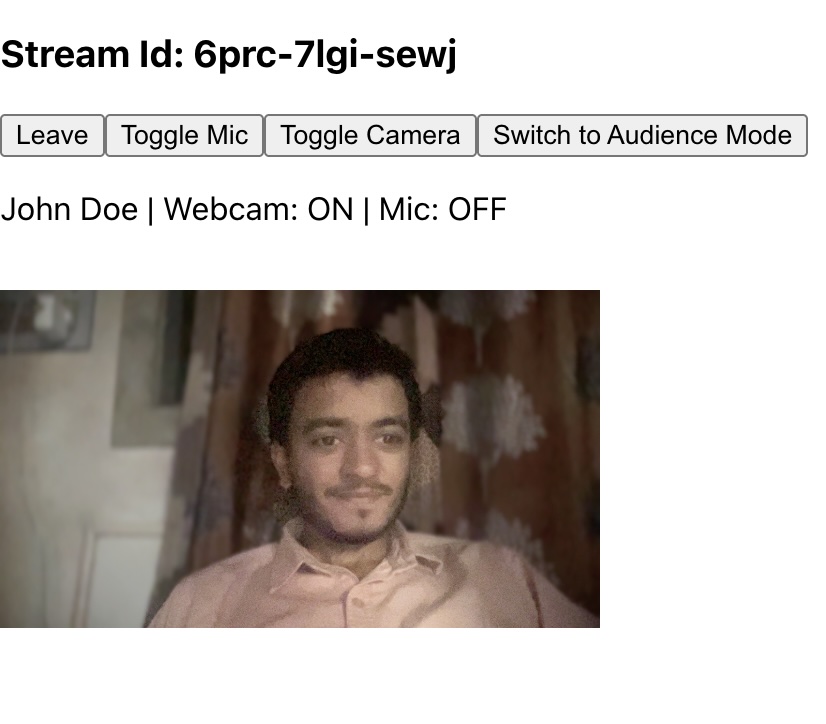 Stream Id: 6prc-7lgi-sewj
Leave Toggle Mic Toggle Camera Switch to Audience Mode
John Doe | Webcam: ON | Mic: OFF